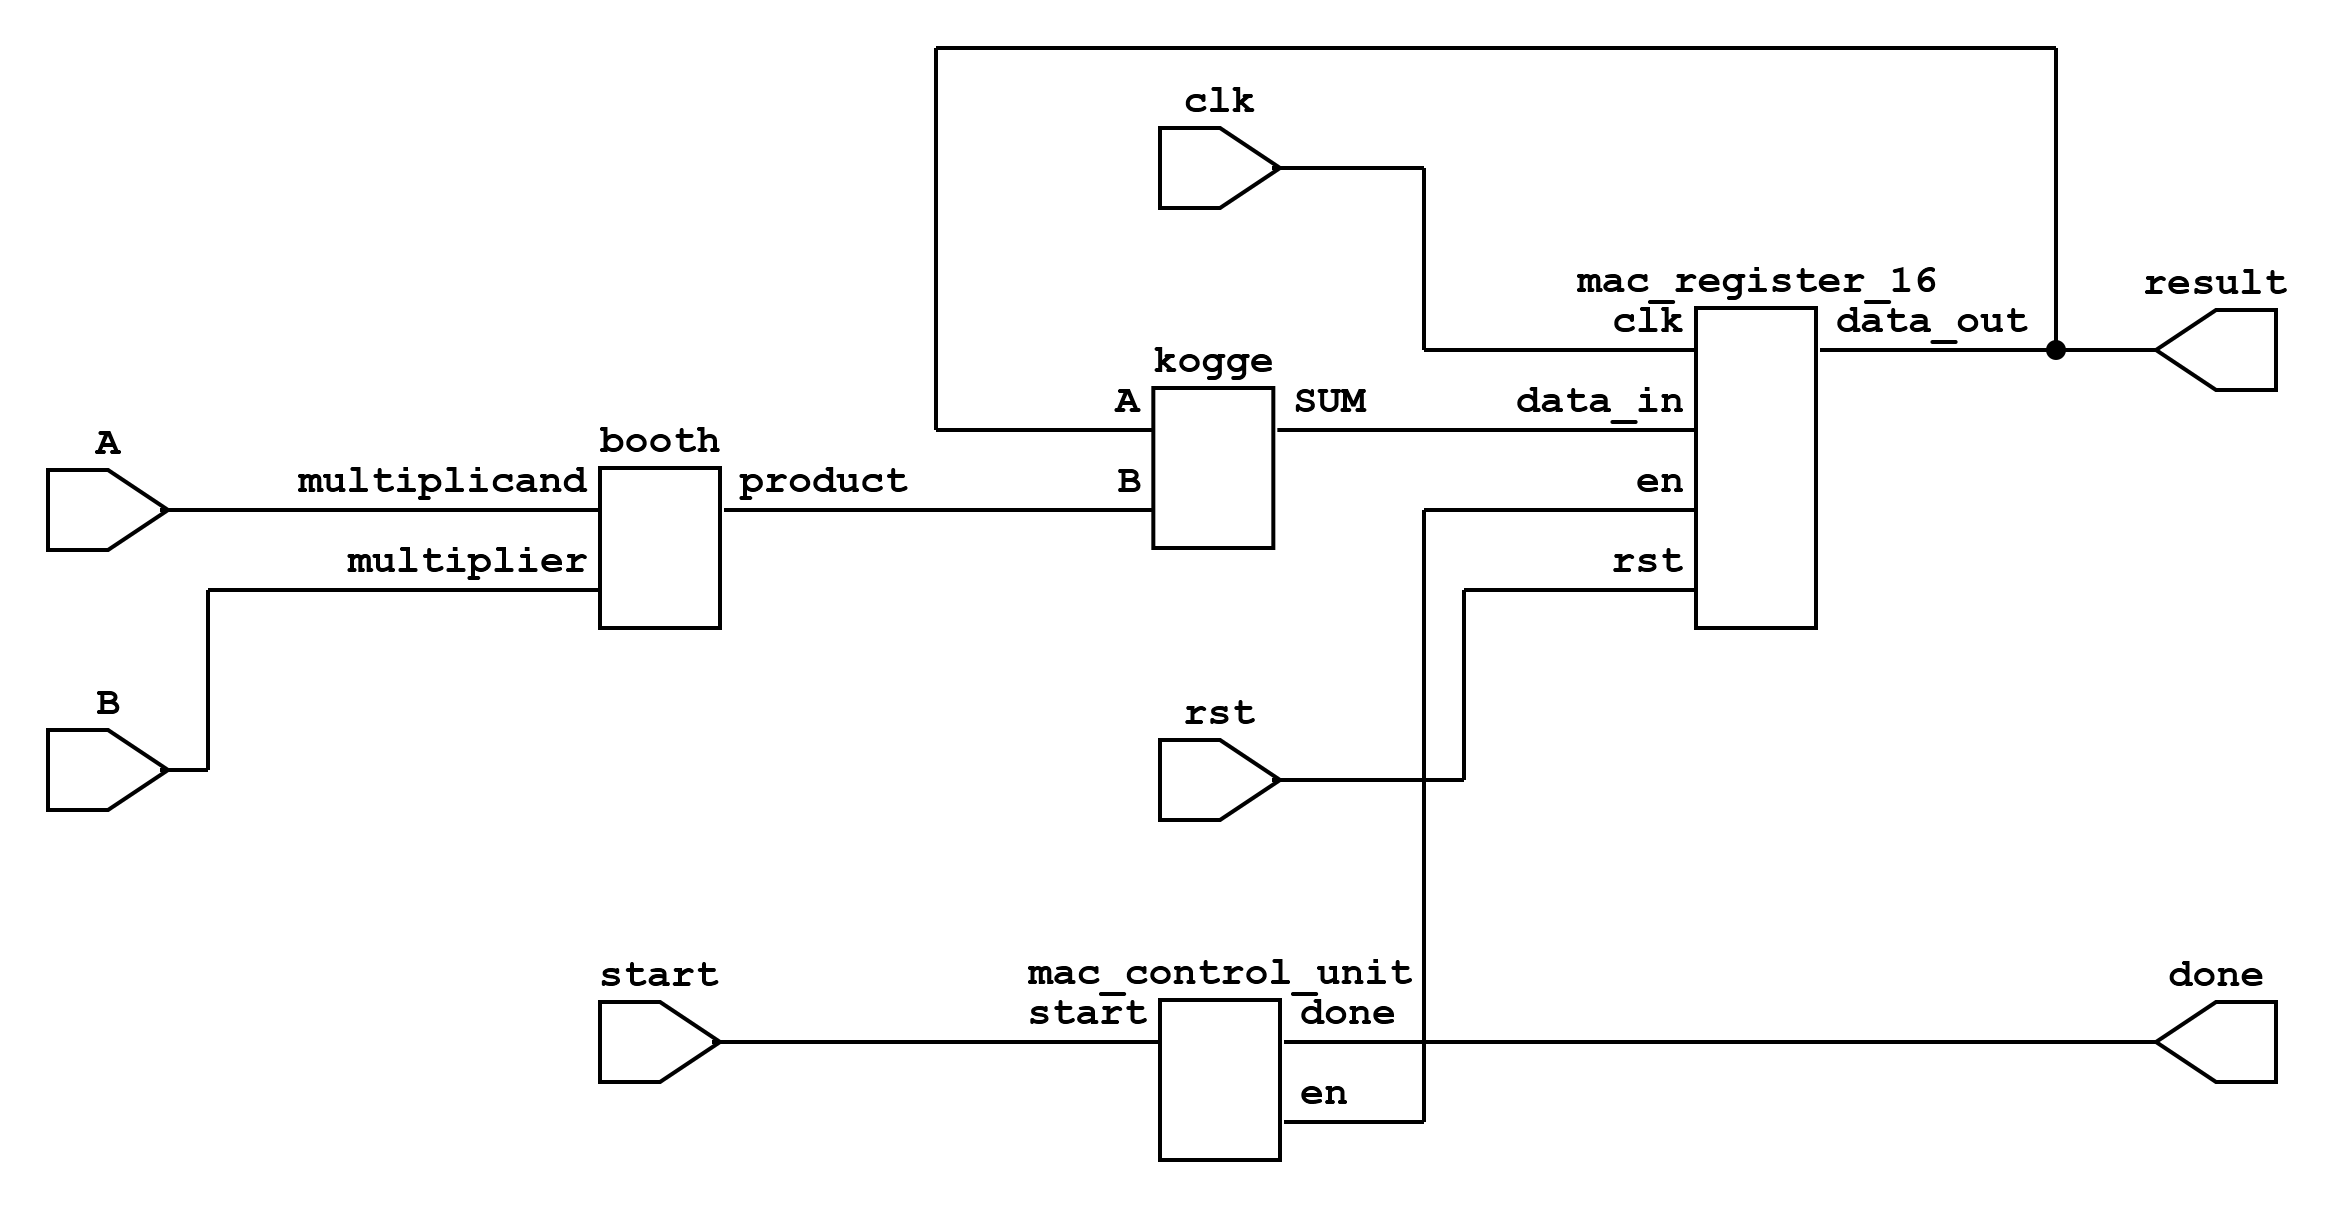 clk
mac_register_16
clk
data_out
result
kogge
A
SUM
data_in
A
booth
multiplicand
product
B
en
multiplier
rst
B
rst
start
mac_control_unit
done
start
done
en